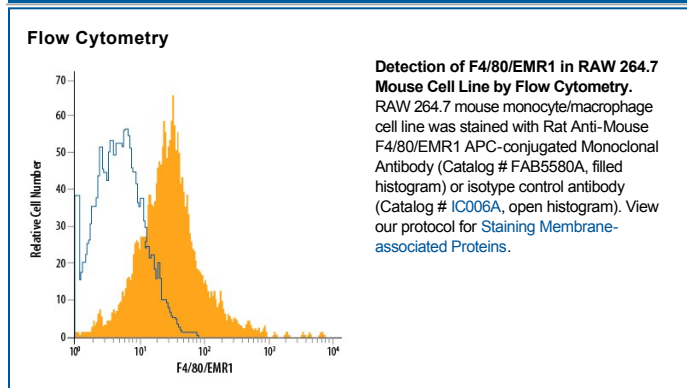 Flow Cytometry
70
60
50
40
30
20
10
0
Relative Cell Number
10⁰
10¹
10²
10³
10⁴
F4/80/EMR1
Detection of F4/80/EMR1 in RAW 264.7
Mouse Cell Line by Flow Cytometry.
RAW 264.7 mouse monocyte/macrophage
cell line was stained with Rat Anti-Mouse
F4/80/EMR1 APC-conjugated Monoclonal
Antibody (Catalog # FAB5580A, filled
histogram) or isotype control antibody
(Catalog # IC006A, open histogram). View
our protocol for Staining Membrane-
associated Proteins.